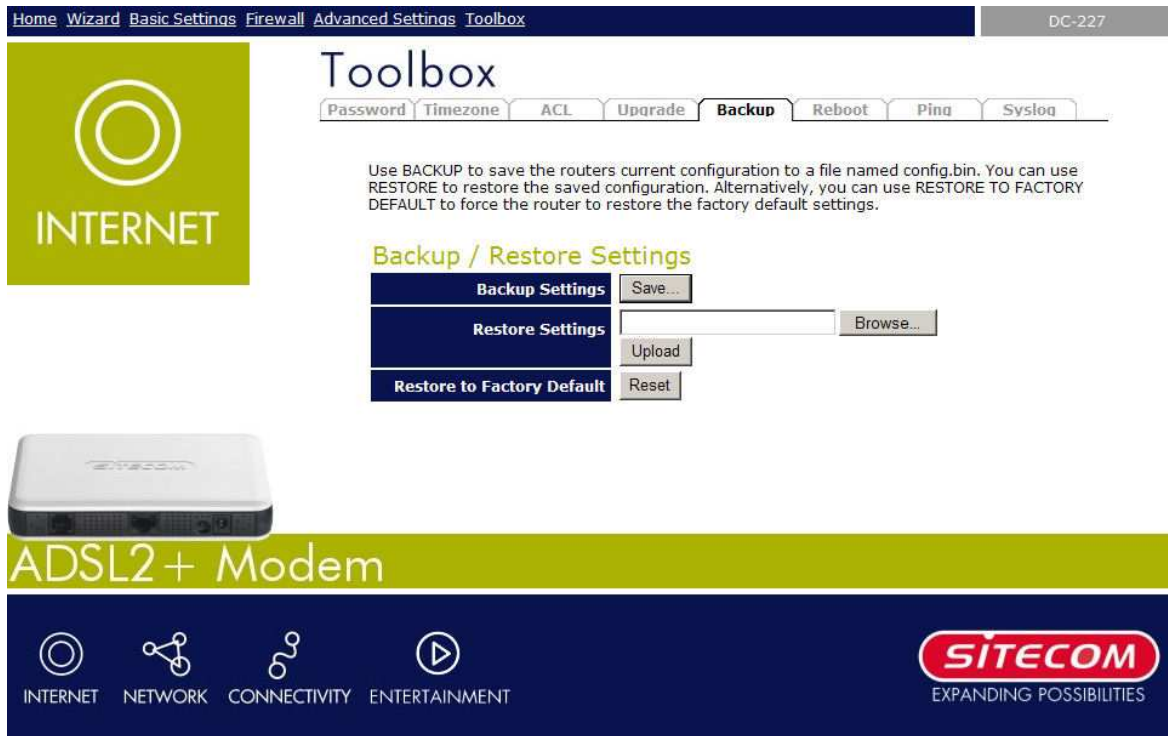 Home Wizard Basic Settings Firewall Advanced Settings Toolbox
DC-227
Toolbox
Password Timezone ACL Upgrade Backup Reboot Ping Syslog
Use BACKUP to save the routers current configuration to a file named config.bin. You can use
RESTORE to restore the saved configuration. Alternatively, you can use RESTORE TO FACTORY
DEFAULT to force the router to restore the factory default settings.
INTERNET
Backup / Restore Settings
Backup Settings Save...
Restore Settings Browse...
Upload
Restore to Factory Default Reset
SITECOM
ADSL2+ Modem
INTERNET NETWORK CONNECTIVITY ENTERTAINMENT
SITECOM
EXPANDING POSSIBILITIES